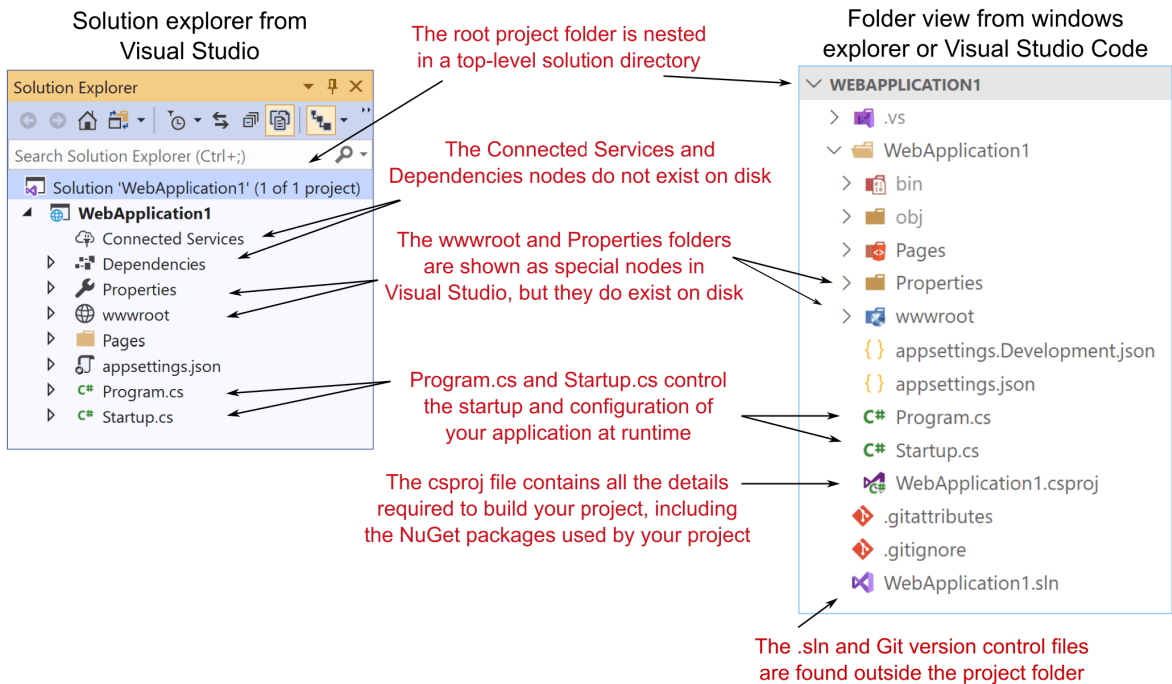 Solution explorer from
Visual Studio
Solution Explorer
Search Solution Explorer (Ctrl+;)
Solution 'WebApplication1' (1 of 1 project)
WebApplication1
Connected Services
Dependencies
Properties
wwwroot
Pages
appsettings.json
C# Program.cs
C# Startup.cs
The root project folder is nested
in a top-level solution directory
The Connected Services and
Dependencies nodes do not exist on disk
The wwwroot and Properties folders
are shown as special nodes in
Visual Studio, but they do exist on disk
Program.cs and Startup.cs control
the startup and configuration of
your application at runtime
The csproj file contains all the details
required to build your project, including
the NuGet packages used by your project
Folder view from windows
explorer or Visual Studio Code
WEBAPPLICATION1
.vs
WebApplication1
bin
obj
Pages
Properties
wwwroot
{} appsettings.Development.json
{} appsettings.json
C# Program.cs
C# Startup.cs
WebApplication1.csproj
.gitattributes
.gitignore
WebApplication1.sln
The .sln and Git version control files
are found outside the project folder